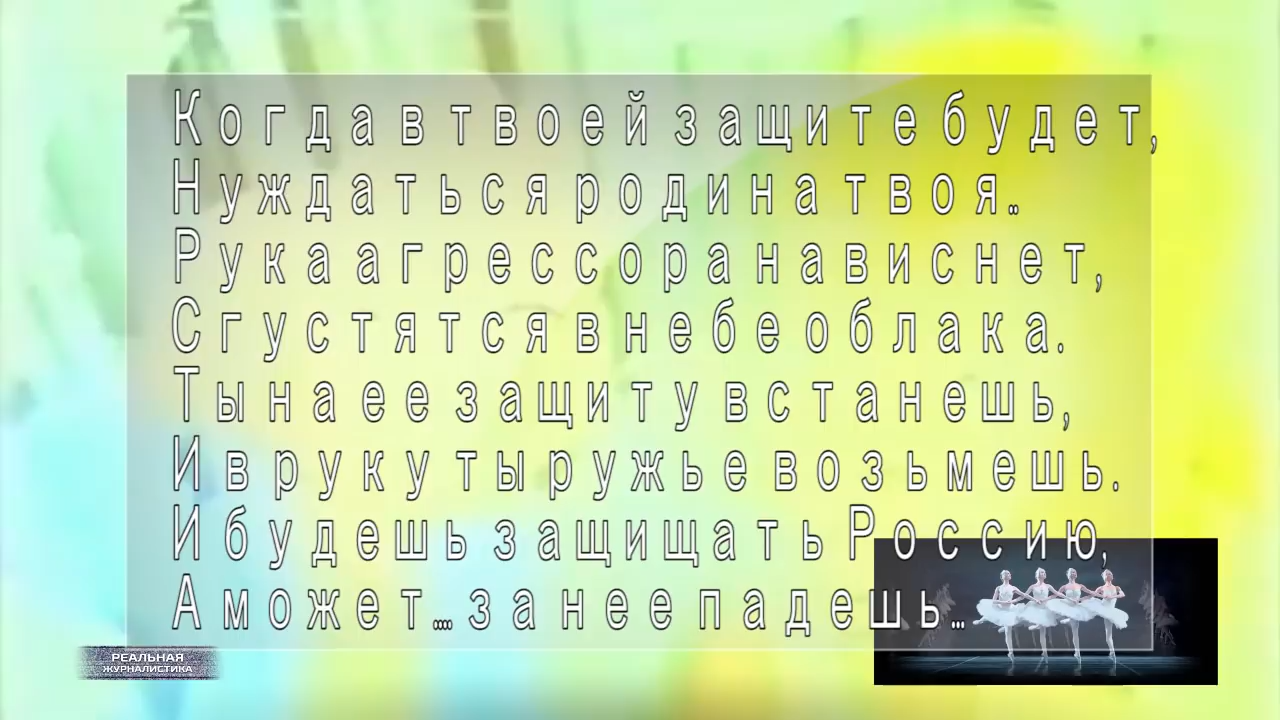 Когда в твоей защите будет,
Нуждаться родина твоя..
Рука агрессора нависнет,
Сгустятся в небе облака.
Ты на ее защиту встанешь,
И в руку ты ружье возьмешь.
И будешь защищать Россию,
А может.... за нее падешь...
РЕАЛЬНАЯ
ЖУРНАЛИСТИКА